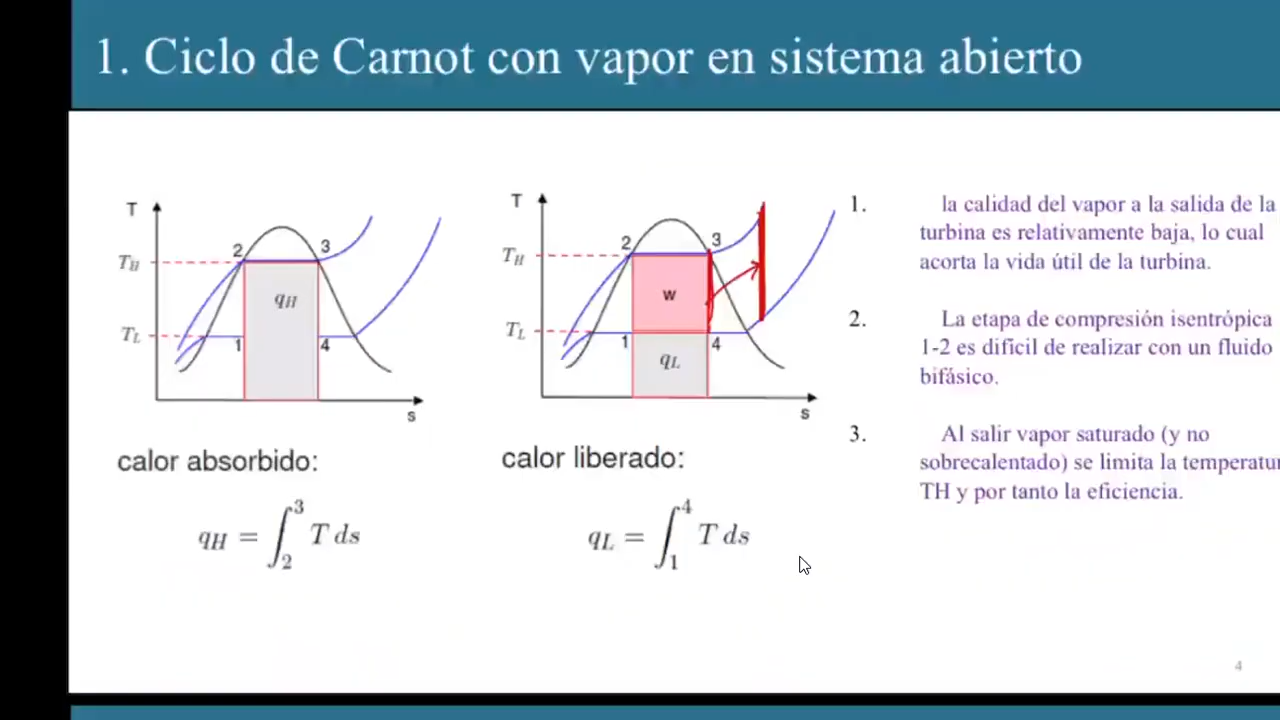 1. Ciclo de Carnot con vapor en sistema abierto
T
2
3
T_H
q_H
T_L
1
4
s
calor absorbido:
q_H = ∫_2^3 T ds
T
2
3
T_H
w
T_L
1
4
q_L
s
calor liberado:
q_L = ∫_1^4 T ds
1. la calidad del vapor a la salida de la
turbina es relativamente baja, lo cual
acorta la vida útil de la turbina.
2. La etapa de compresión isentrópica
1-2 es difícil de realizar con un fluido
bifásico.
3. Al salir vapor saturado (y no
sobrecalentado) se limita la temperatur
TH y por tanto la eficiencia.
4